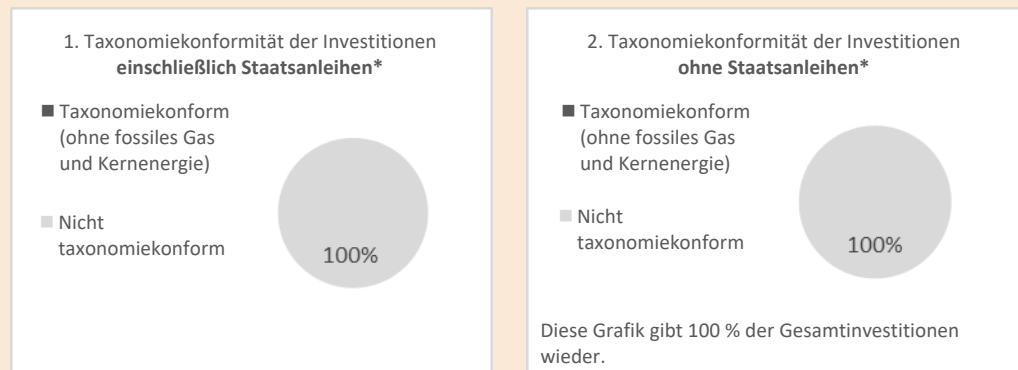 1. Taxonomiekonformität der Investitionen
einschließlich Staatsanleihen*
Taxonomiekonform
(ohne fossiles Gas
und Kernenergie)
Nicht
taxonomiekonform
100%
2. Taxonomiekonformität der Investitionen
ohne Staatsanleihen*
Taxonomiekonform
(ohne fossiles Gas
und Kernenergie)
Nicht
taxonomiekonform
100%
Diese Grafik gibt 100 % der Gesamtinvestitionen
wieder.